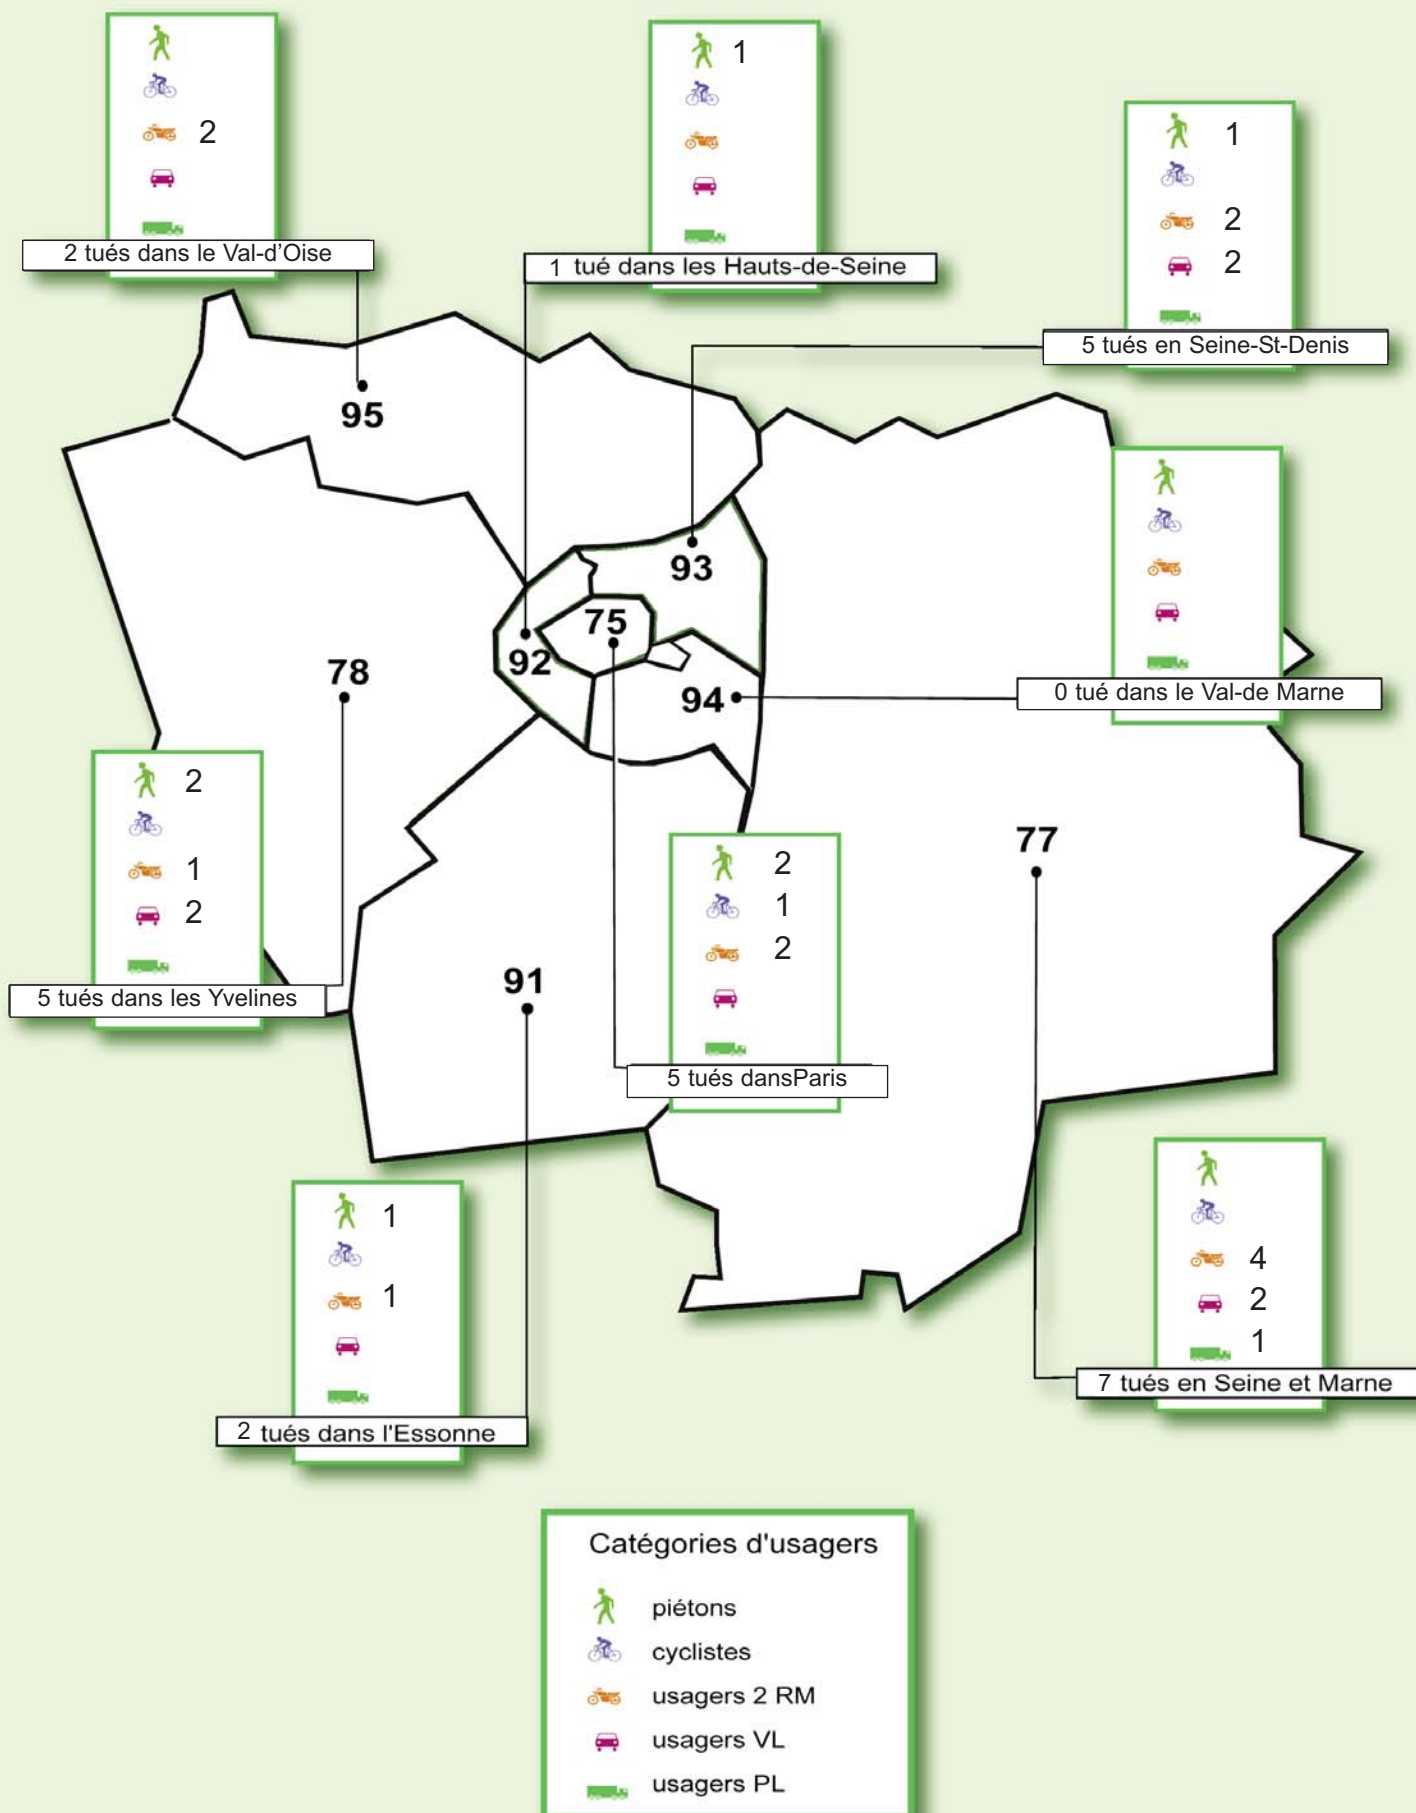 2
2 tués dans le Val-d’Oise
1
1 tué dans les Hauts-de-Seine
1
2
2
5 tués en Seine-St-Denis
95
93
75
92
78
94
0 tué dans le Val-de Marne
2
1
2
5 tués dans les Yvelines
2
1
2
5 tués dansParis
77
91
1
1
2 tués dans l'Essonne
4
2
1
7 tués en Seine et Marne
Catégories d'usagers
piétons
cyclistes
usagers 2 RM
usagers VL
usagers PL